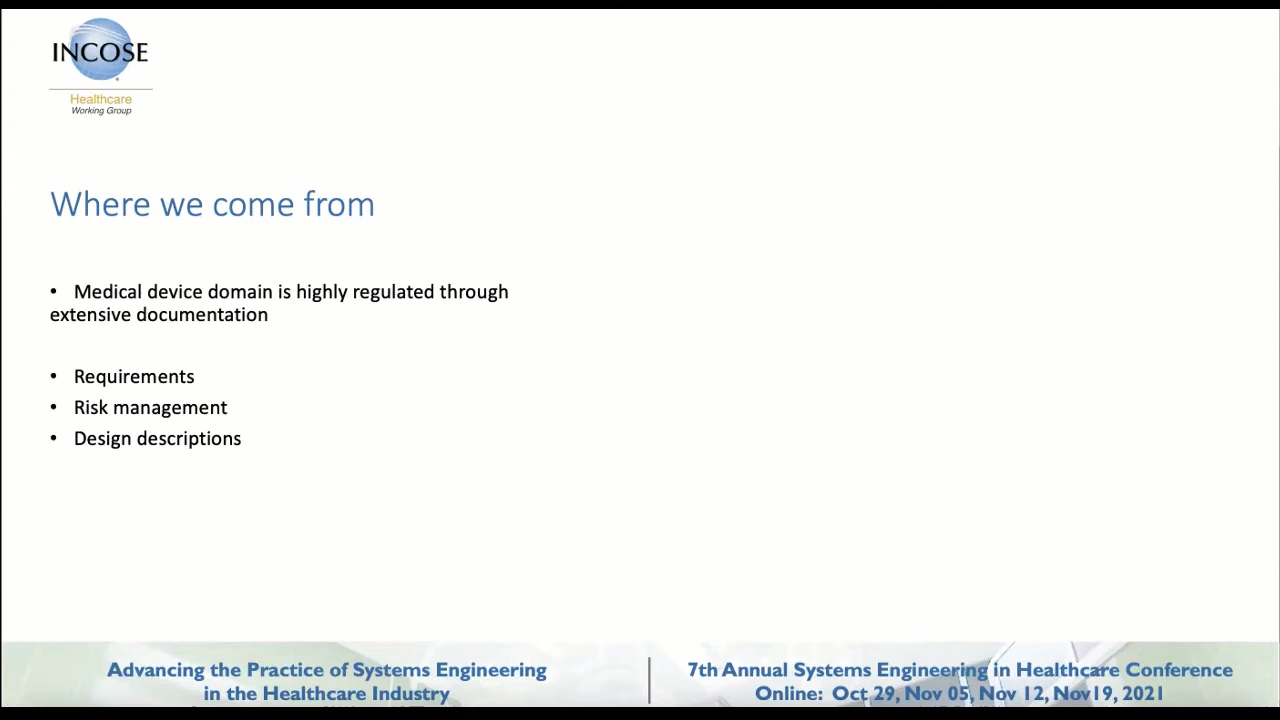 INCOSE
Healthcare
Working Group
Where we come from
• Medical device domain is highly regulated through
extensive documentation
• Requirements
• Risk management
• Design descriptions
Advancing the Practice of Systems Engineering
in the Healthcare Industry
7th Annual Systems Engineering in Healthcare Conference
Online: Oct 29, Nov 05, Nov 12, Nov19, 2021